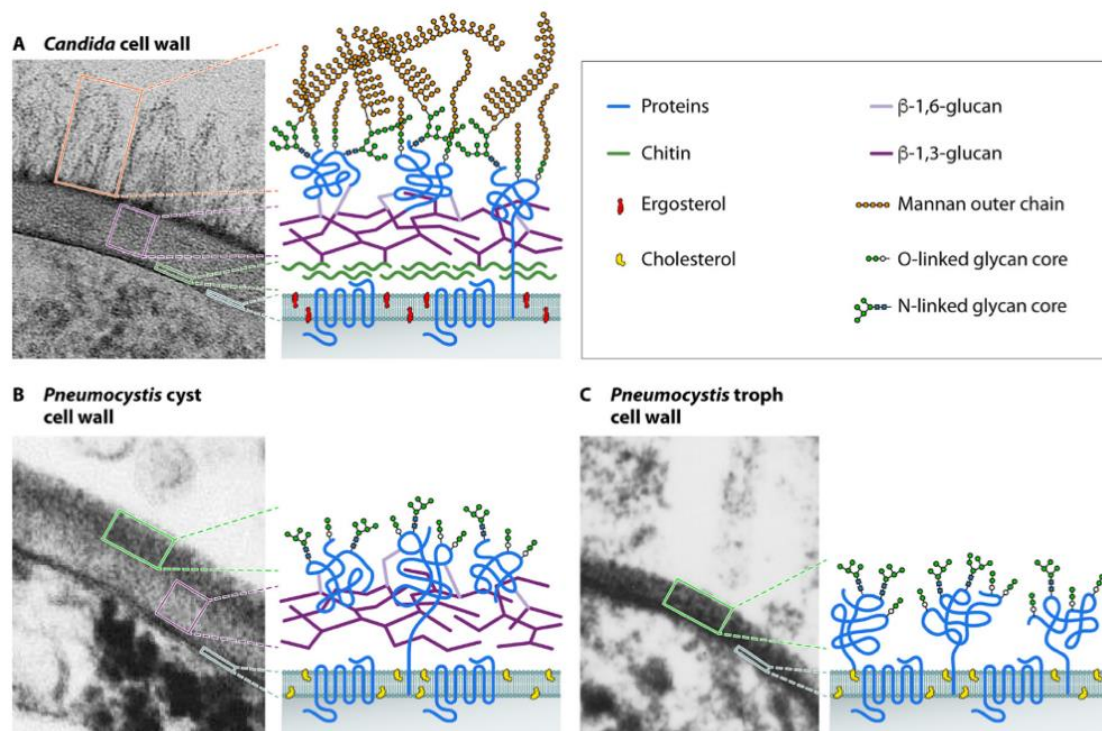 A Candida cell wall
Proteins
Chitin
Ergosterol
Cholesterol
β-1,6-glucan
β-1,3-glucan
Mannan outer chain
O-linked glycan core
N-linked glycan core
B Pneumocystis cyst
cell wall
C Pneumocystis troph
cell wall